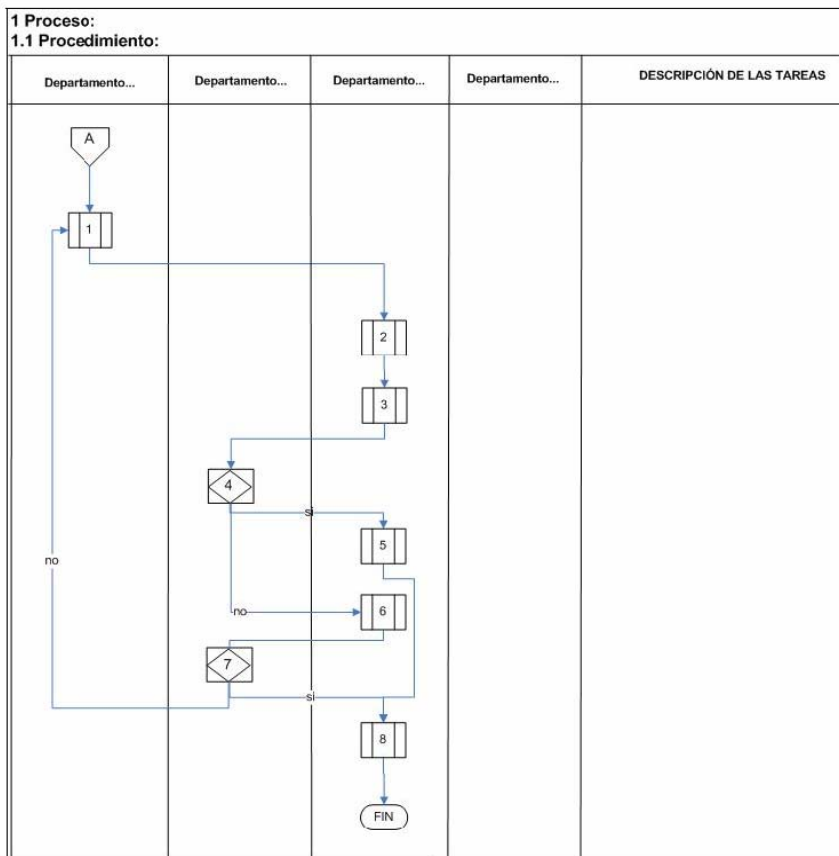 1 Proceso:
1.1 Procedimiento:
Departamento... Departamento... Departamento... Departamento... DESCRIPCIÓN DE LAS TAREAS
A
1
2
3
4
si
5
no
no
6
7
si
8
FIN